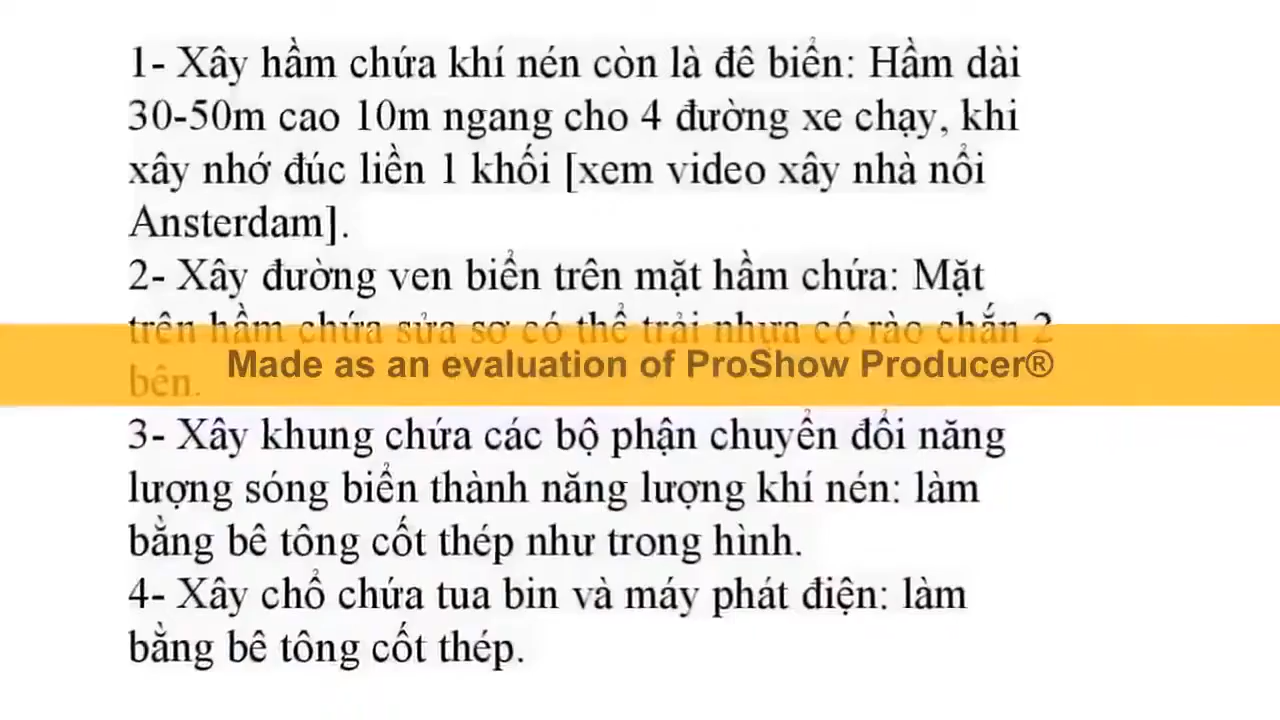 1- Xây hầm chứa khí nén còn là đê biển: Hầm dài
30-50m cao 10m ngang cho 4 đường xe chạy, khi
xây nhớ đúc liền 1 khối [xem video xây nhà nổi
Ansterdam].
2- Xây đường ven biển trên mặt hầm chứa: Mặt
trên hầm chứa sửa sơ có thể trải nhựa có rào chắn 2
Made as an evaluation of ProShow Producer®
bên.
3- Xây khung chứa các bộ phận chuyển đổi năng
lượng sóng biển thành năng lượng khí nén: làm
bằng bê tông cốt thép như trong hình.
4- Xây chổ chứa tua bin và máy phát điện: làm
bằng bê tông cốt thép.